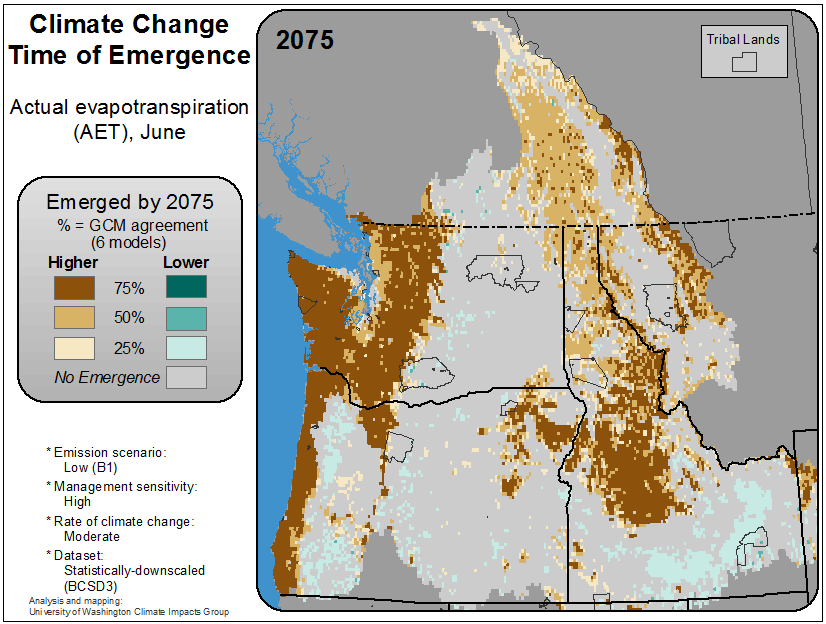 Climate Change
Time of Emergence
Actual evapotranspiration
(AET), June
Emerged by 2075
% = GCM agreement
(6 models)
Higher Lower
75%
50%
25%
No Emergence
* Emission scenario:
Low (B1)
* Management sensitivity:
High
* Rate of climate change:
Moderate
* Dataset:
Statistically-downscaled
(BCSD3)
Analysis and mapping:
University of Washington Climate Impacts Group
2075
Tribal Lands